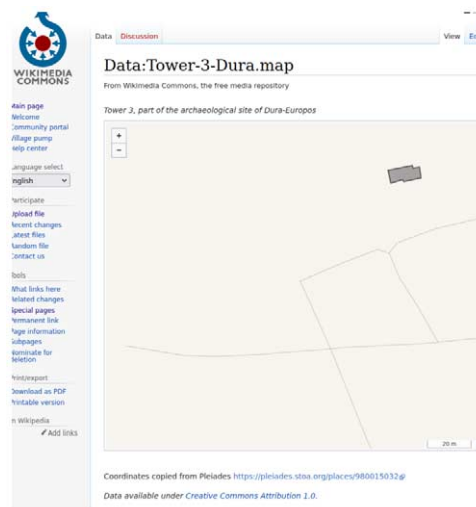 WIKIMEDIA
COMMONS
Main page
Welcome
Community portal
Village pump
Help center
Language select
nglish
Participate
Upload file
Recent changes
Latest files
Random file
Contact us
Tools
What links here
Related changes
Special pages
Permanent link
Page information
Subpages
Nominate for
deletion
Print/export
Download as PDF
Printable version
n Wikipedia
Add links
Data Discussion View Ed
Data:Tower-3-Dura.map
From Wikimedia Commons, the free media repository
Tower 3, part of the archaeological site of Dura-Europos
+
−
20 m
Coordinates copied from Pleiades https://pleiades.stoa.org/places/980015032
Data available under Creative Commons Attribution 1.0.